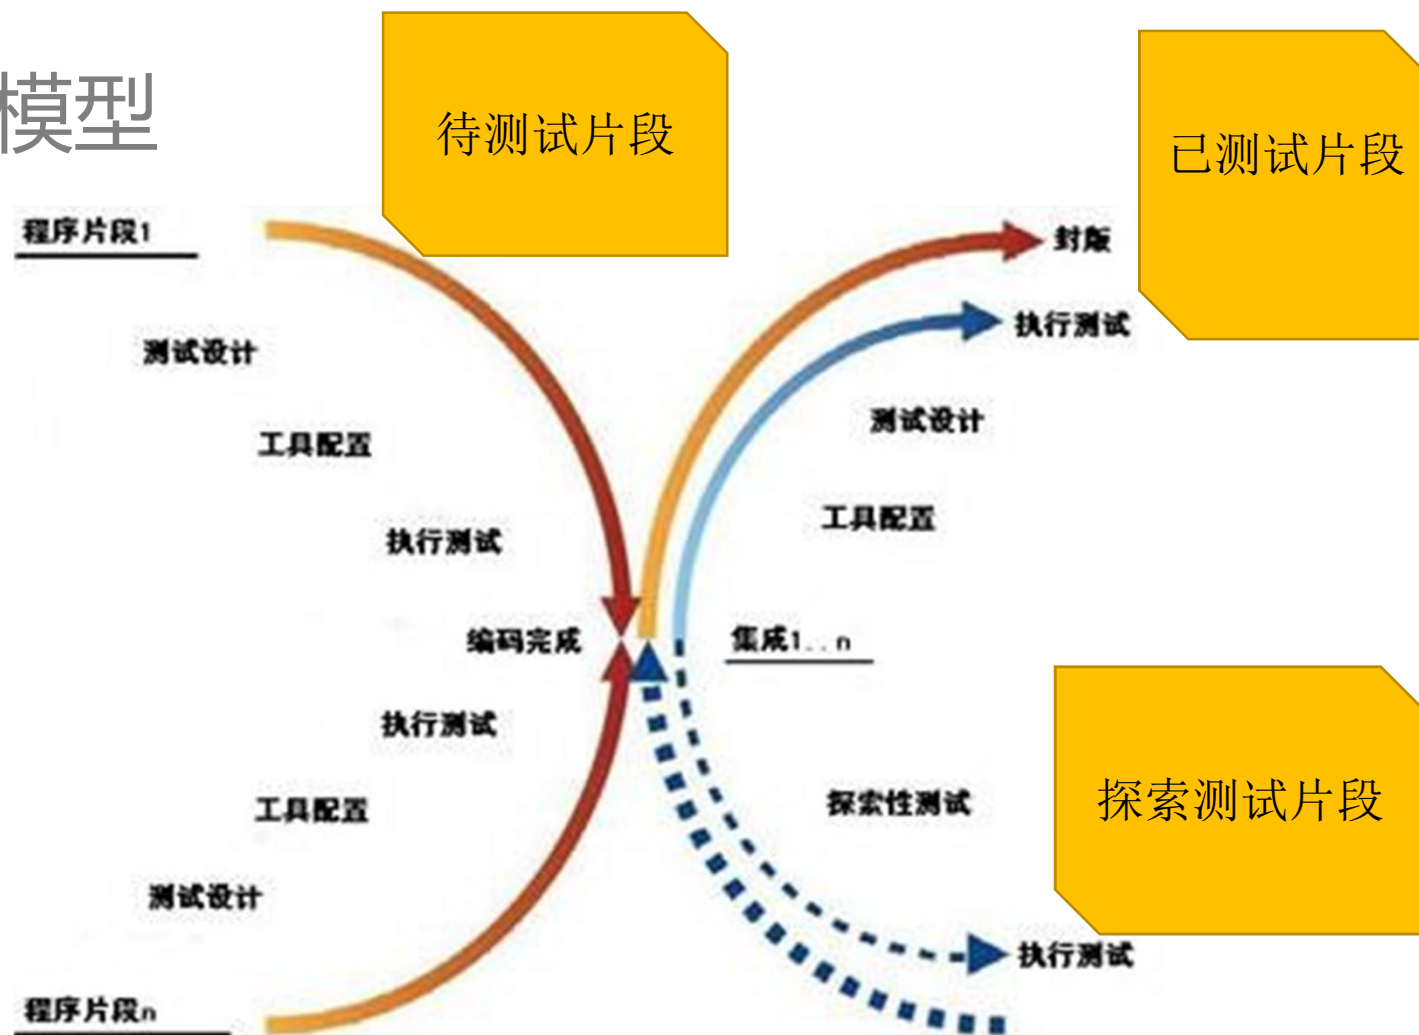 模型
待测试片段
已测试片段
程序片段1
封版
执行测试
测试设计
测试设计
工具配置
工具配置
执行测试
编码完成
集成1..n
执行测试
工具配置
探索性测试
探索测试片段
测试设计
执行测试
程序片段n